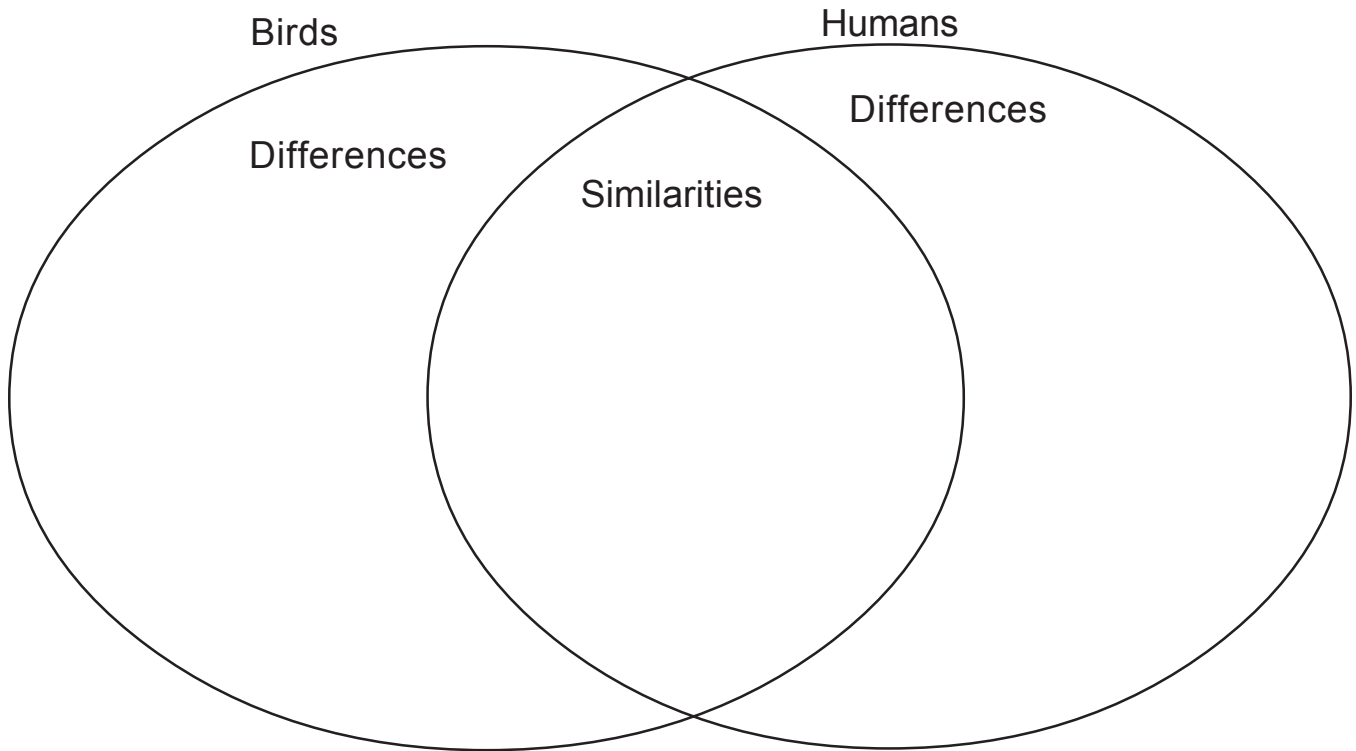 Birds
Humans
Differences
Differences
Similarities